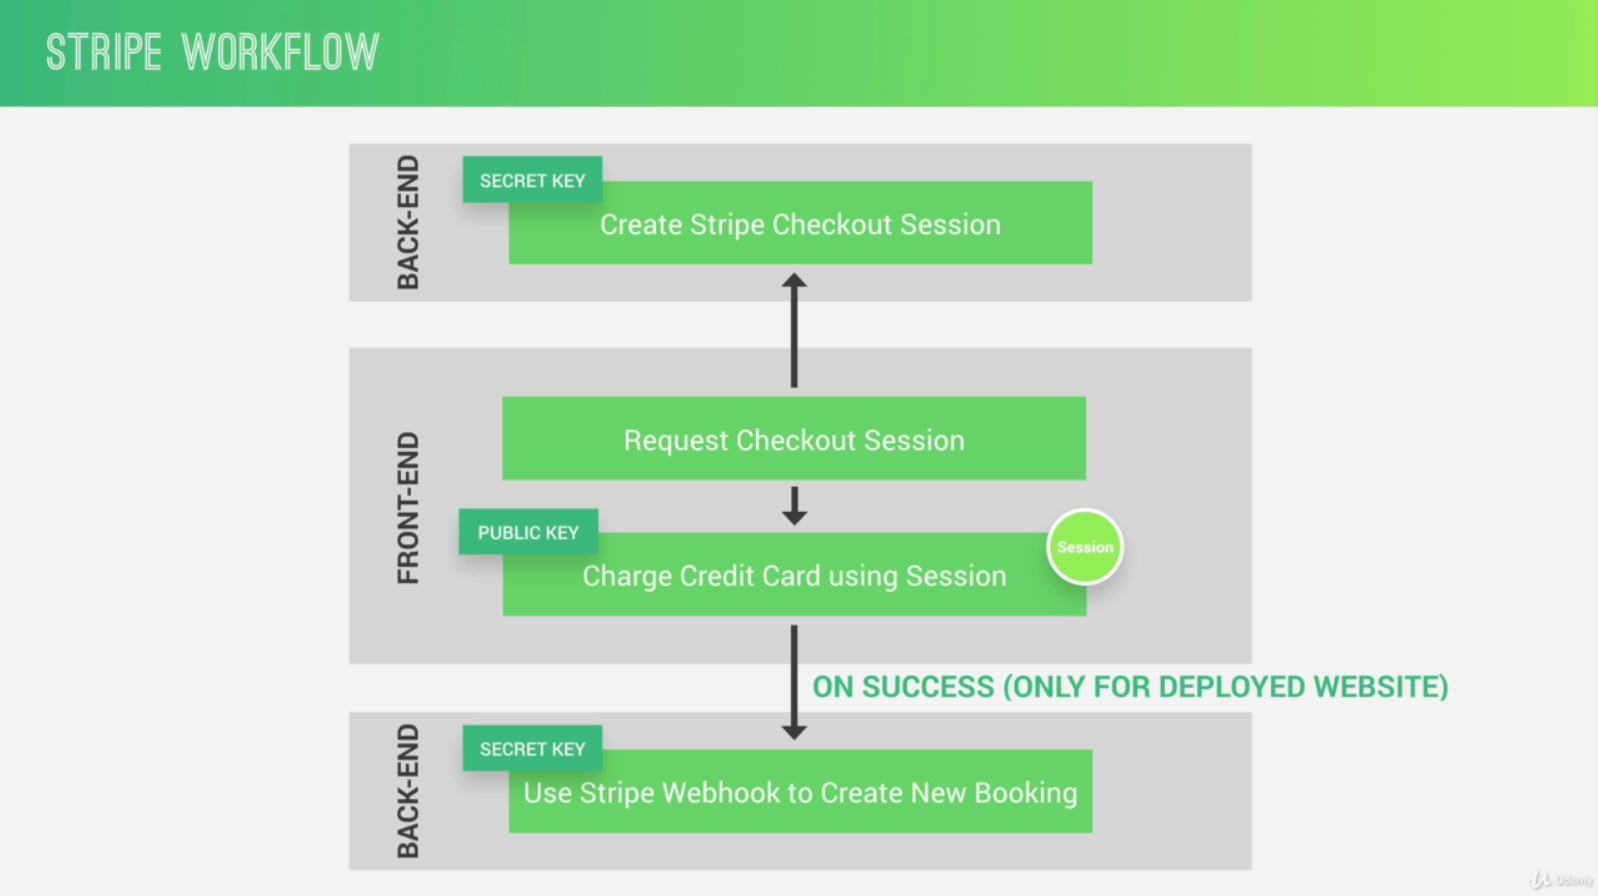 STRIPE WORKFLOW
BACK-END
SECRET KEY
Create Stripe Checkout Session
FRONT-END
Request Checkout Session
PUBLIC KEY
Session
Charge Credit Card using Session
ON SUCCESS (ONLY FOR DEPLOYED WEBSITE)
BACK-END
SECRET KEY
Use Stripe Webhook to Create New Booking
Udemy